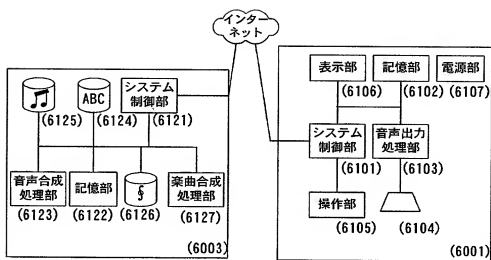 インター
ネット
ABC
システム
制御部
(6125)
(6124)
(6121)
音声合成
処理部
記憶部
楽曲合成
処理部
(6123)
(6122)
(6126)
(6127)
(6003)
表示部
記憶部
電源部
(6106)
(6102)
(6107)
システム
制御部
音声出力
処理部
(6101)
(6103)
操作部
(6105)
(6104)
(6001)